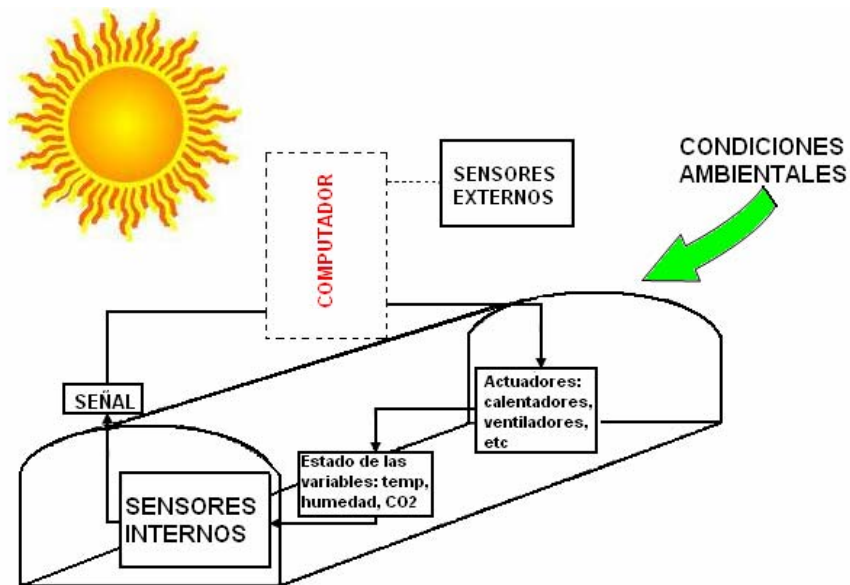 CONDICIONES
AMBIENTALES
SENSORES
EXTERNOS
COMPUTADOR
SEÑAL
Actuadores:
calentadores,
ventiladores,
etc
Estado de las
variables: temp,
humedad, CO2
SENSORES
INTERNOS